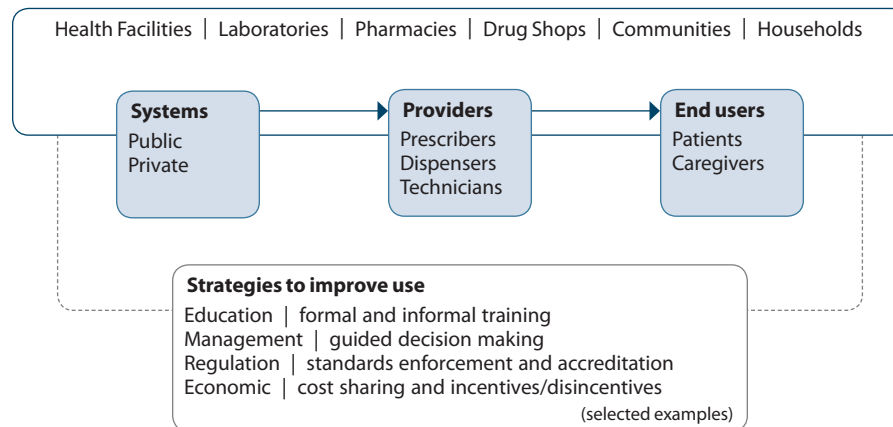 Health Facilities | Laboratories | Pharmacies | Drug Shops | Communities | Households
Systems
Public
Private
Providers
Prescribers
Dispensers
Technicians
End users
Patients
Caregivers
Strategies to improve use
Education | formal and informal training
Management | guided decision making
Regulation | standards enforcement and accreditation
Economic | cost sharing and incentives/disincentives
(selected examples)